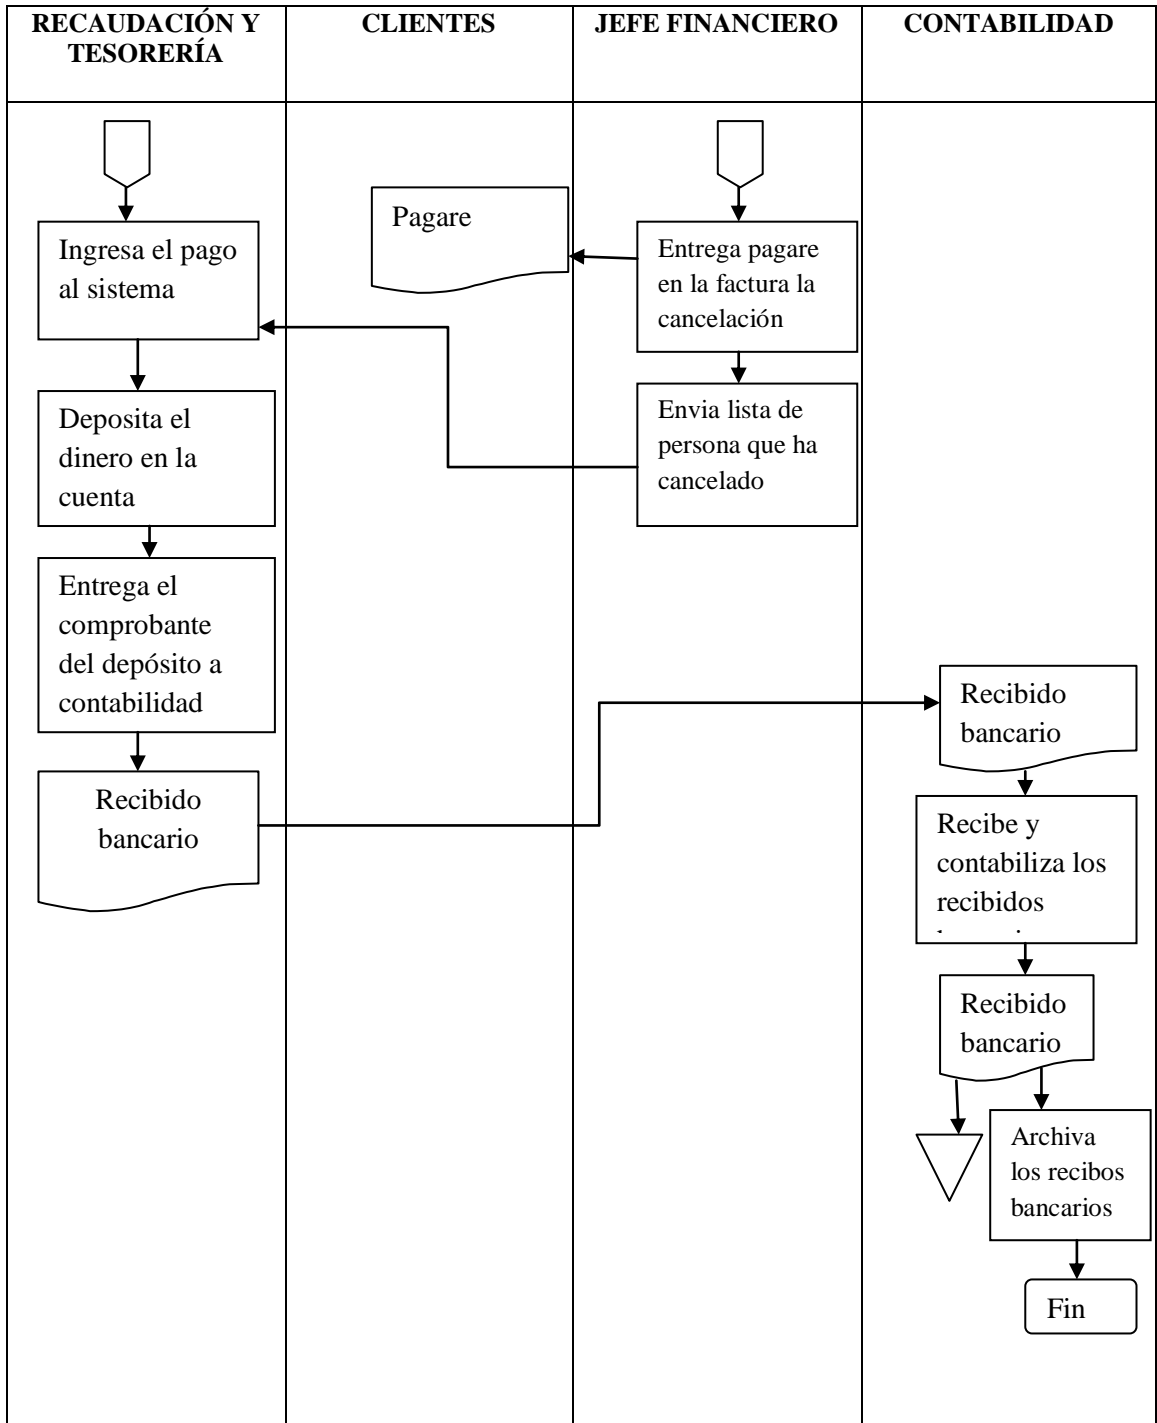 RECAUDACIÓN Y
TESORERÍA
CLIENTES
JEFE FINANCIERO
CONTABILIDAD
Ingresa el pago
al sistema
Deposita el
dinero en la
cuenta
Entrega el
comprobante
del depósito a
contabilidad
Recibido
bancario
Pagare
Entrega pagare
en la factura la
cancelación
Envia lista de
persona que ha
cancelado
Recibido
bancario
Recibe y
contabiliza los
recibidos
Recibido
bancario
Archiva
los recibos
bancarios
Fin